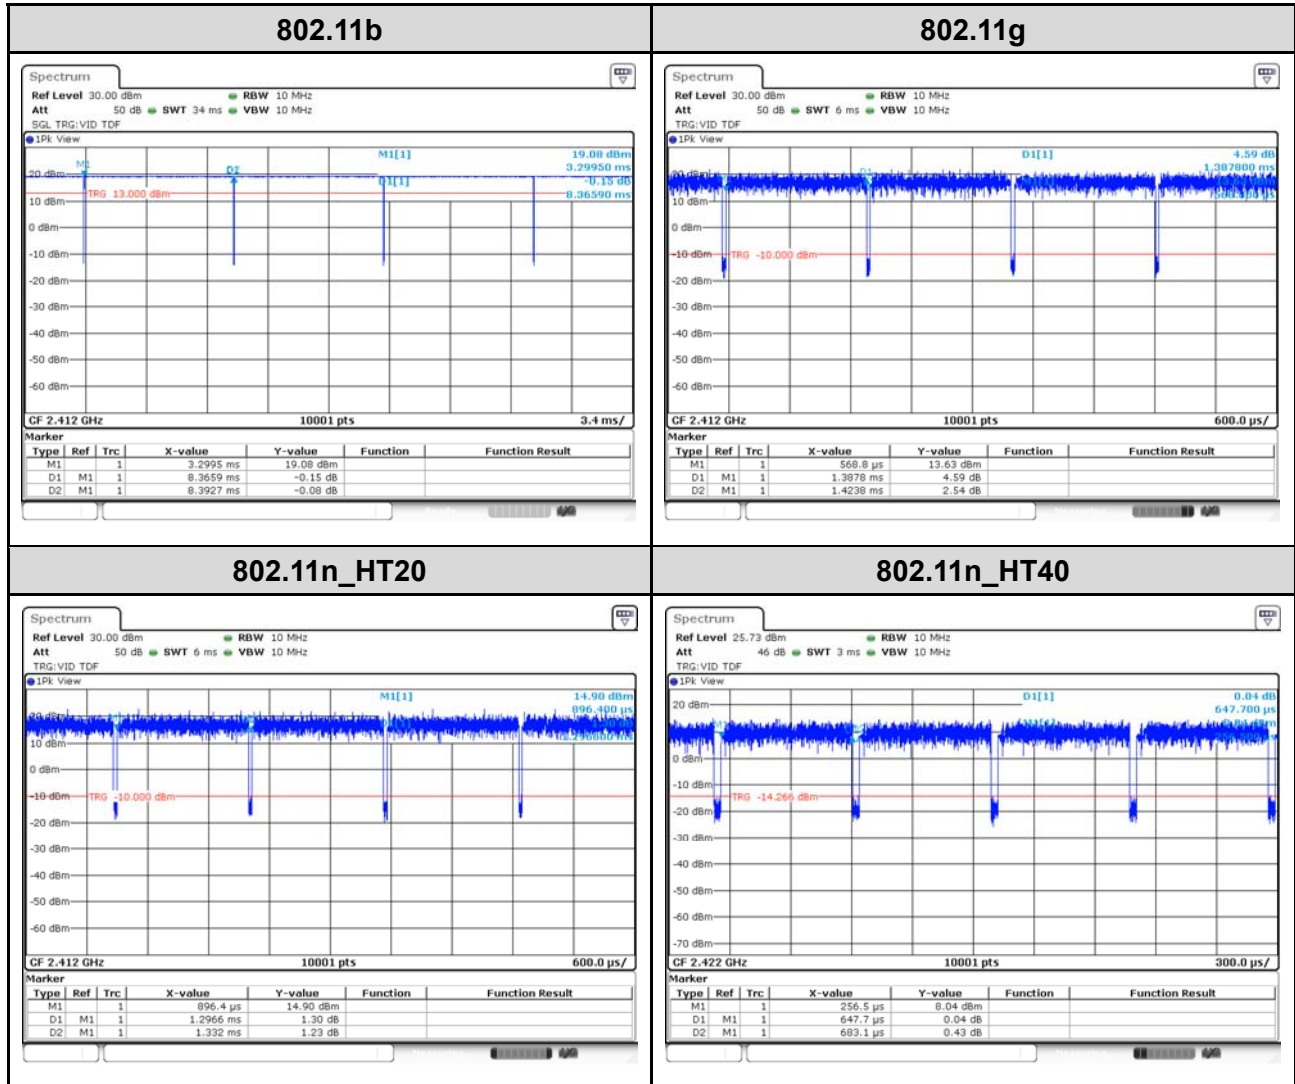 802.11b
Spectrum
Ref Level 30.00 dBm RBW 10 MHz
Att 50 dB SWT 34 ms VBW 10 MHz
SGL TRG:VID TDF
1Pk View
M1[1] 19.08 dBm
3.29950 ms
D1[1] -0.15 dB
8.36590 ms
M1
D2
20 dBm
TRG 13.000 dBm
10 dBm
0 dBm
-10 dBm
-20 dBm
-30 dBm
-40 dBm
-50 dBm
-60 dBm
CF 2.412 GHz 10001 pts 3.4 ms/
Marker
Type Ref Trc X-value Y-value Function Function Result
M1 1 3.2995 ms 19.08 dBm
D1 M1 1 8.3659 ms -0.15 dB
D2 M1 1 8.3927 ms -0.08 dB
802.11g
Spectrum
Ref Level 30.00 dBm RBW 10 MHz
Att 50 dB SWT 6 ms VBW 10 MHz
TRG:VID TDF
1Pk View
D1[1] 4.59 dB
1.387800 ms
20 dBm
10 dBm
0 dBm
-10 dBm
TRG -10.000 dBm
-20 dBm
-30 dBm
-40 dBm
-50 dBm
-60 dBm
CF 2.412 GHz 10001 pts 600.0 µs/
Marker
Type Ref Trc X-value Y-value Function Function Result
M1 1 568.8 µs 13.63 dBm
D1 M1 1 1.3878 ms 4.59 dB
D2 M1 1 1.4238 ms 2.54 dB
802.11n_HT20
Spectrum
Ref Level 30.00 dBm RBW 10 MHz
Att 50 dB SWT 6 ms VBW 10 MHz
TRG:VID TDF
1Pk View
M1[1] 14.90 dBm
896.400 µs
10 dBm
0 dBm
-10 dBm
TRG -10.000 dBm
-20 dBm
-30 dBm
-40 dBm
-50 dBm
-60 dBm
CF 2.412 GHz 10001 pts 600.0 µs/
Marker
Type Ref Trc X-value Y-value Function Function Result
M1 1 896.4 µs 14.90 dBm
D1 M1 1 1.2966 ms 1.30 dB
D2 M1 1 1.332 ms 1.23 dB
802.11n_HT40
Spectrum
Ref Level 25.73 dBm RBW 10 MHz
Att 46 dB SWT 3 ms VBW 10 MHz
TRG:VID TDF
1Pk View
D1[1] 0.04 dB
647.700 µs
20 dBm
0 dBm
-10 dBm
TRG -14.266 dBm
-20 dBm
-30 dBm
-40 dBm
-50 dBm
-60 dBm
-70 dBm
CF 2.422 GHz 10001 pts 300.0 µs/
Marker
Type Ref Trc X-value Y-value Function Function Result
M1 1 256.5 µs 8.04 dBm
D1 M1 1 647.7 µs 0.04 dB
D2 M1 1 683.1 µs 0.43 dB